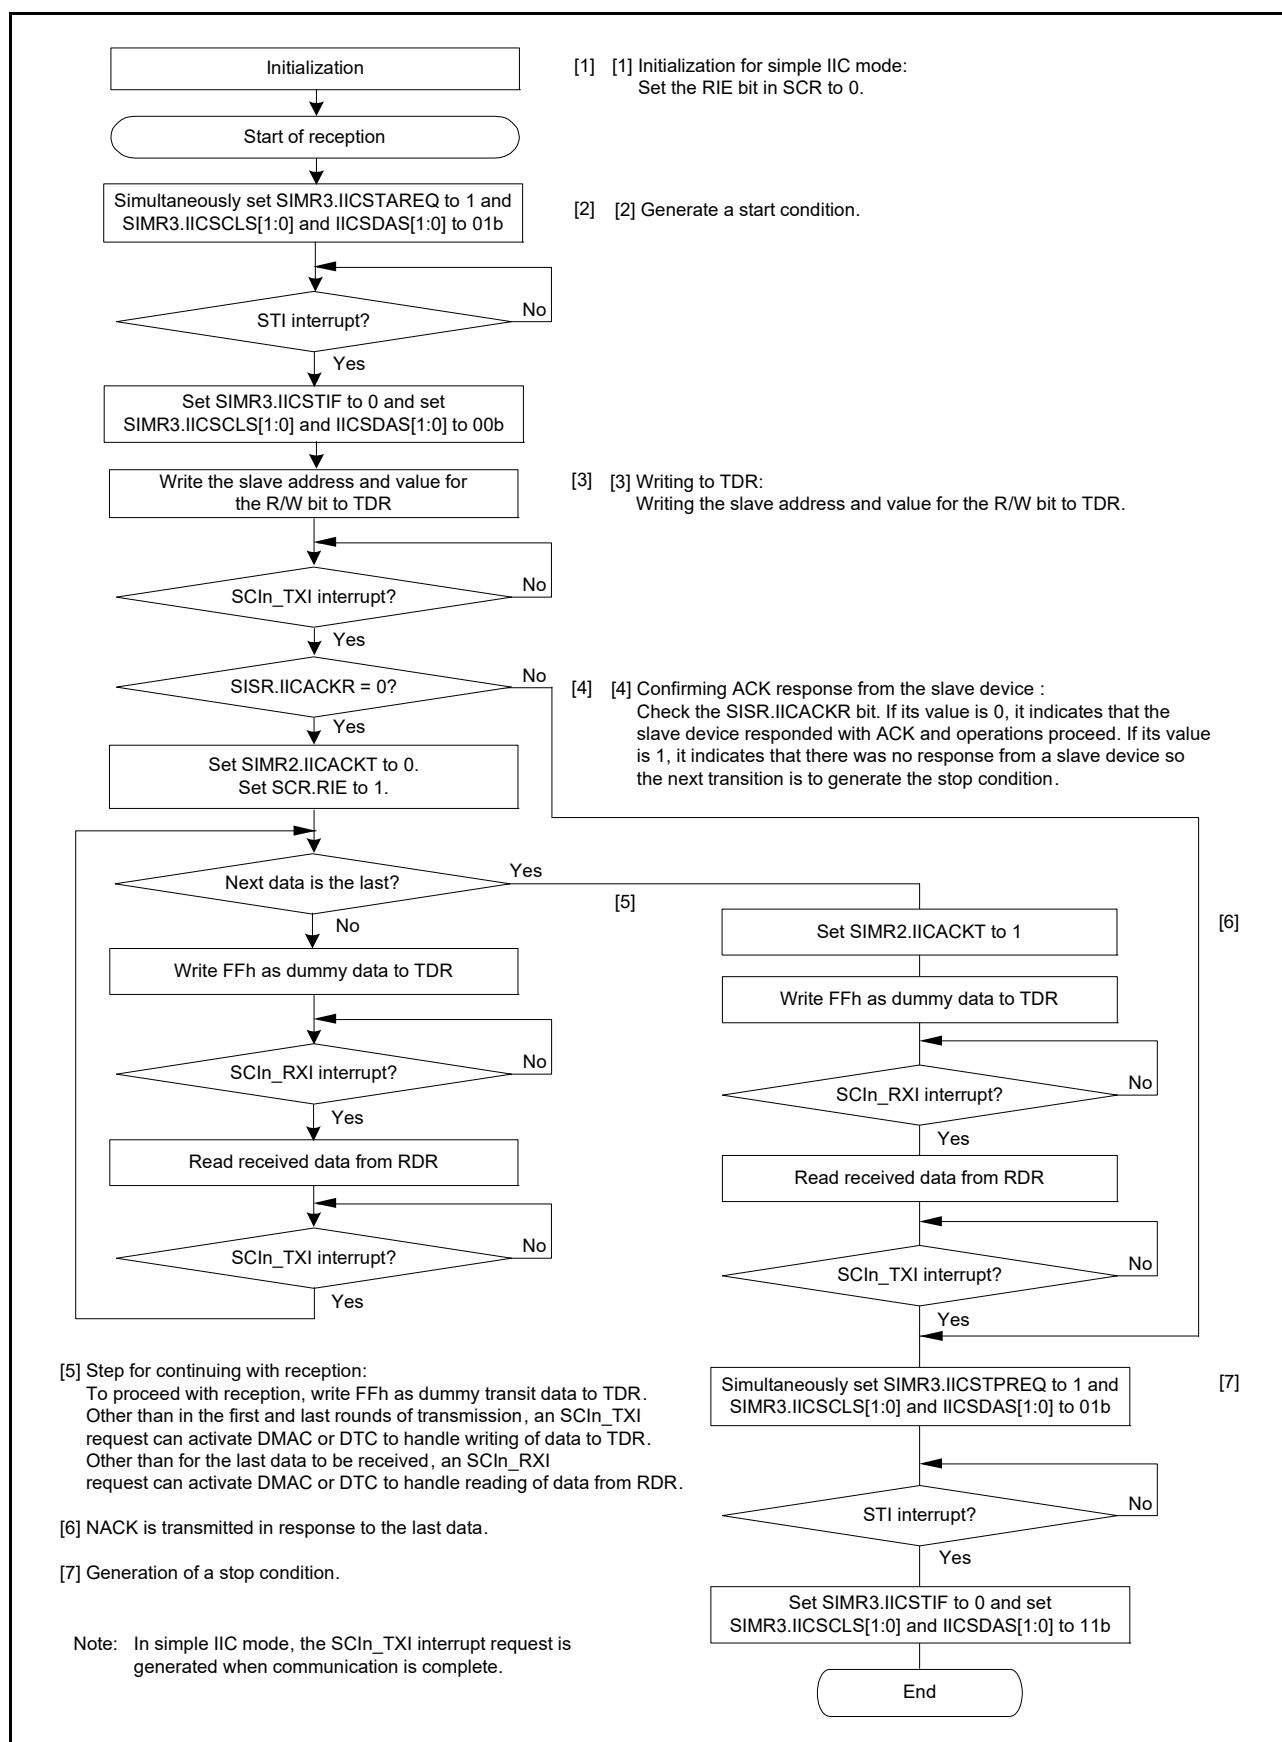 Initialization
[1] [1] Initialization for simple IIC mode:
Set the RIE bit in SCR to 0.
Start of reception
Simultaneously set SIMR3.IICSTAREQ to 1 and
SIMR3.IICSCLS[1:0] and IICSDAS[1:0] to 01b
[2] [2] Generate a start condition.
No
STI interrupt?
Yes
Set SIMR3.IICSTIF to 0 and set
SIMR3.IICSCLS[1:0] and IICSDAS[1:0] to 00b
Write the slave address and value for
the R/W bit to TDR
[3] [3] Writing to TDR:
Writing the slave address and value for the R/W bit to TDR.
No
SCIn_TXI interrupt?
Yes
SISR.IICACKR = 0?
No
Yes
[4] [4] Confirming ACK response from the slave device :
Check the SISR.IICACKR bit. If its value is 0, it indicates that the
slave device responded with ACK and operations proceed. If its value
is 1, it indicates that there was no response from a slave device so
the next transition is to generate the stop condition.
Set SIMR2.IICACKT to 0.
Set SCR.RIE to 1.
Next data is the last?
Yes
[5]
No
Write FFh as dummy data to TDR
No
SCIn_RXI interrupt?
Yes
Read received data from RDR
No
SCIn_TXI interrupt?
Yes
Set SIMR2.IICACKT to 1
[6]
Write FFh as dummy data to TDR
No
SCIn_RXI interrupt?
Yes
Read received data from RDR
No
SCIn_TXI interrupt?
Yes
Simultaneously set SIMR3.IICSTPREQ to 1 and
SIMR3.IICSCLS[1:0] and IICSDAS[1:0] to 01b
[7]
No
STI interrupt?
Yes
Set SIMR3.IICSTIF to 0 and set
SIMR3.IICSCLS[1:0] and IICSDAS[1:0] to 11b
End
[5] Step for continuing with reception:
To proceed with reception, write FFh as dummy transit data to TDR.
Other than in the first and last rounds of transmission, an SCIn_TXI
request can activate DMAC or DTC to handle writing of data to TDR.
Other than for the last data to be received, an SCIn_RXI
request can activate DMAC or DTC to handle reading of data from RDR.
[6] NACK is transmitted in response to the last data.
[7] Generation of a stop condition.
Note: In simple IIC mode, the SCIn_TXI interrupt request is
generated when communication is complete.